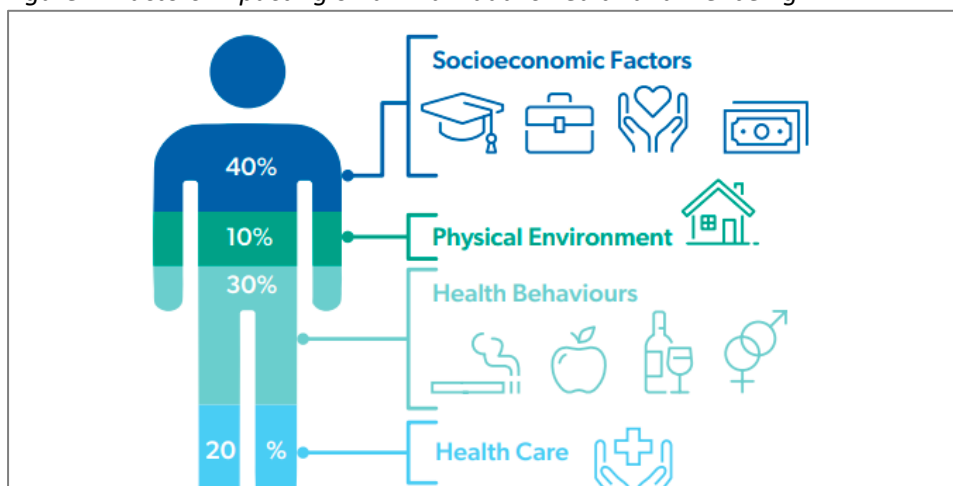 Socioeconomic Factors
40%
10%
Physical Environment
30%
Health Behaviours
20 %
Health Care